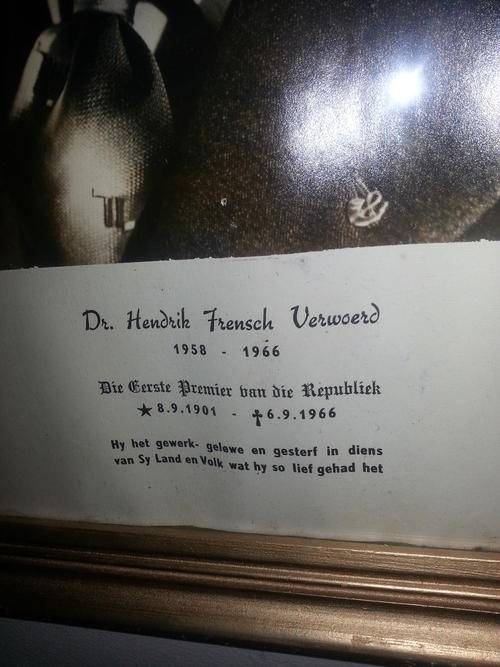 Dr. Hendrik Frensch Verwoerd
1958 - 1966
Die Eerste Premier van die Republiek
★ 8.9.1901 - ✝ 6.9.1966
Hy het gewerk- gelewe en gesterf in diens
van Sy Land en Volk wat hy so lief gehad het